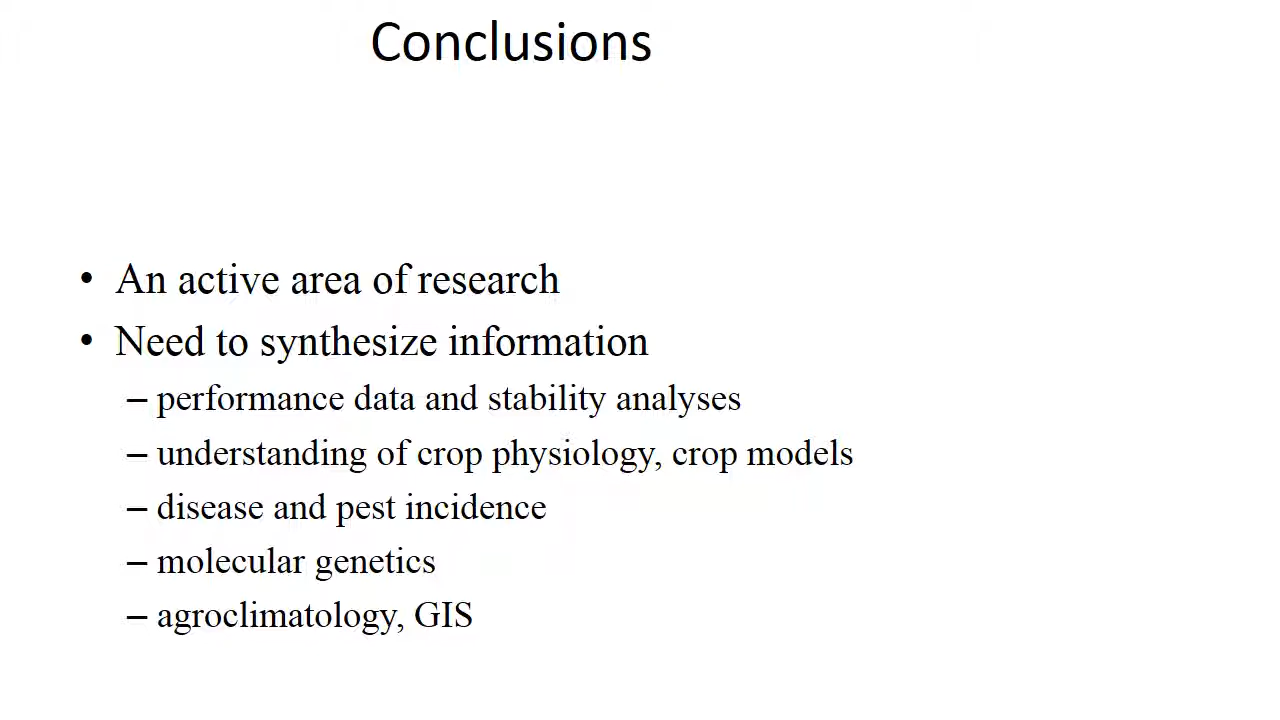 Conclusions
• An active area of research
• Need to synthesize information
– performance data and stability analyses
– understanding of crop physiology, crop models
– disease and pest incidence
– molecular genetics
– agroclimatology, GIS